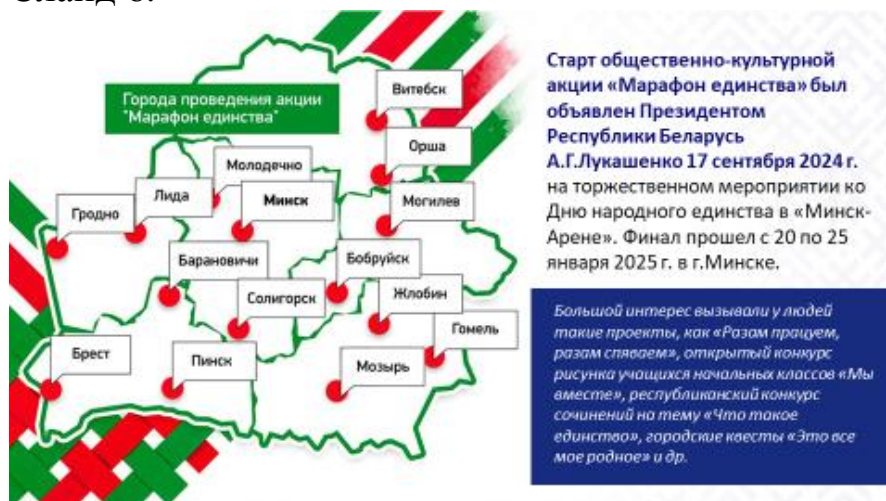 Слайд 6.
Города проведения акции
"Марафон единства"
Витебск
Орша
Молодечно
Минск
Лида
Гродно
Могилев
Барановичи
Бобруйск
Солигорск
Жлобин
Гомель
Брест
Пинск
Мозырь
Старт общественно-культурной
акции «Марафон единства» был
объявлен Президентом
Республики Беларусь
А.Г.Лукашенко 17 сентября 2024 г.
на торжественном мероприятии ко
Дню народного единства в «Минск-
Арене». Финал прошел с 20 по 25
января 2025 г. в г.Минске.
Большой интерес вызывали у людей
такие проекты, как «Разам працуем,
разам спяваем», открытый конкурс
рисунка учащихся начальных классов «Мы
вместе», республиканский конкурс
сочинений на тему «Что такое
единство», городские квесты «Это все
мое родное» и др.